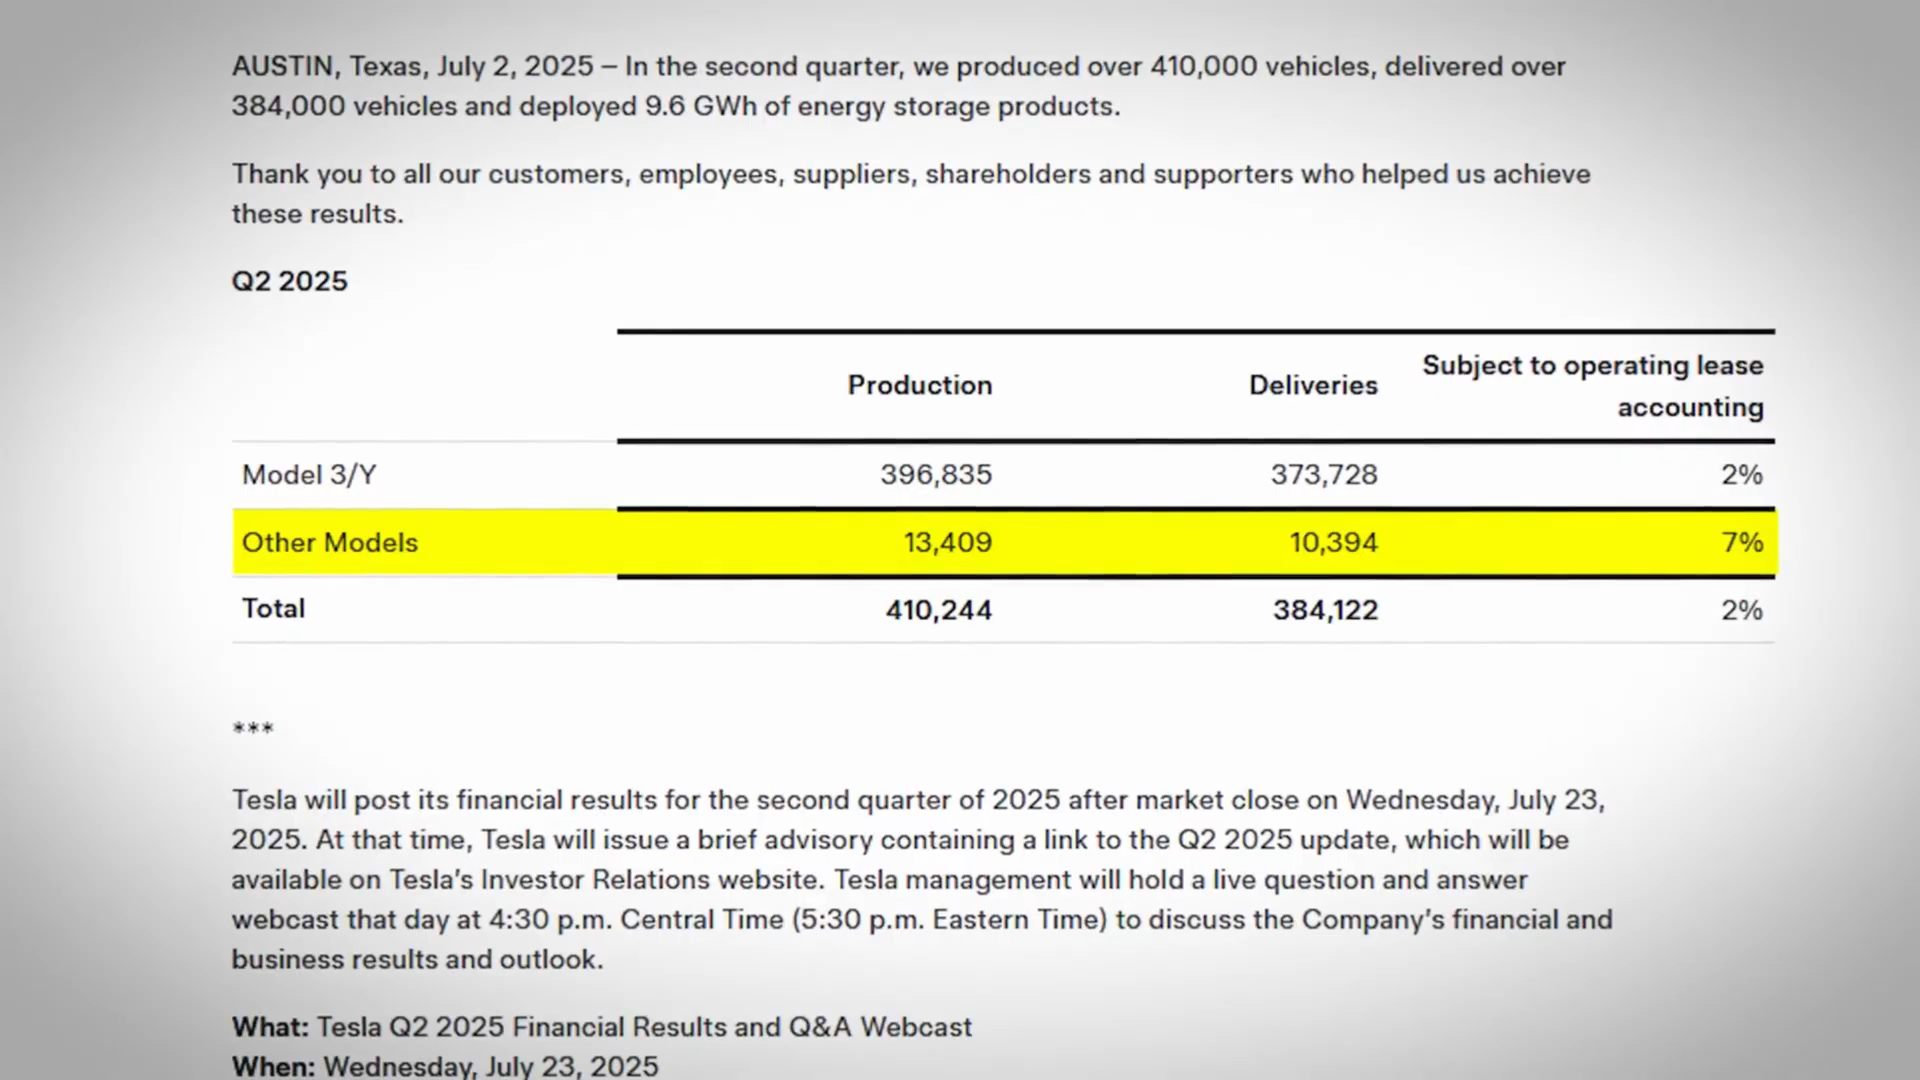 AUSTIN, Texas, July 2, 2025 – In the second quarter, we produced over 410,000 vehicles, delivered over
384,000 vehicles and deployed 9.6 GWh of energy storage products.
Thank you to all our customers, employees, suppliers, shareholders and supporters who helped us achieve
these results.
Q2 2025
Production Deliveries Subject to operating lease
accounting
Model 3/Y 396,835 373,728 2%
Other Models 13,409 10,394 7%
Total 410,244 384,122 2%
***
Tesla will post its financial results for the second quarter of 2025 after market close on Wednesday, July 23,
2025. At that time, Tesla will issue a brief advisory containing a link to the Q2 2025 update, which will be
available on Tesla’s Investor Relations website. Tesla management will hold a live question and answer
webcast that day at 4:30 p.m. Central Time (5:30 p.m. Eastern Time) to discuss the Company’s financial and
business results and outlook.
What: Tesla Q2 2025 Financial Results and Q&A Webcast
When: Wednesday, July 23, 2025